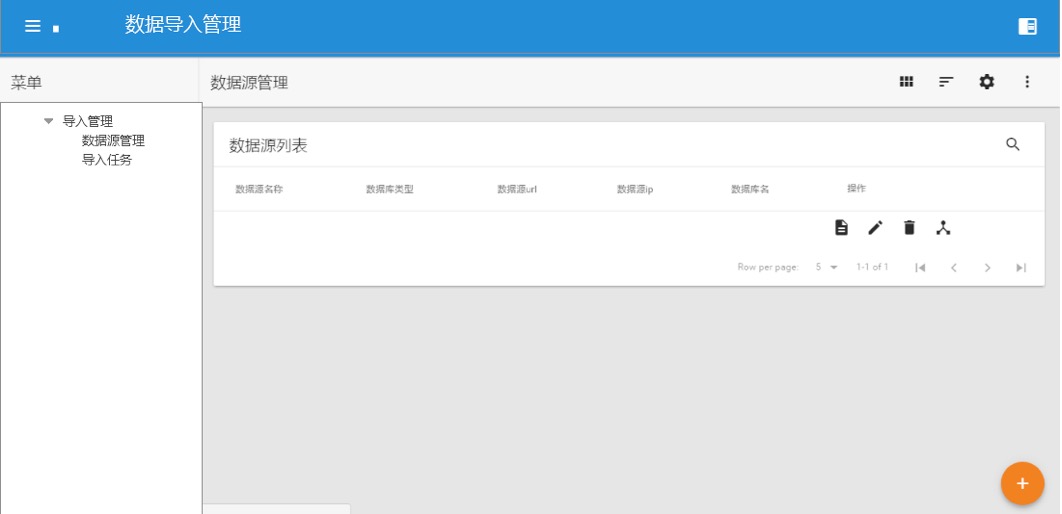 数据导入管理
菜单
数据源管理
导入管理
数据源管理
导入任务
数据源列表
数据源名称 数据库类型 数据源url 数据源ip 数据库名 操作
Row per page: 5 1-1 of 1